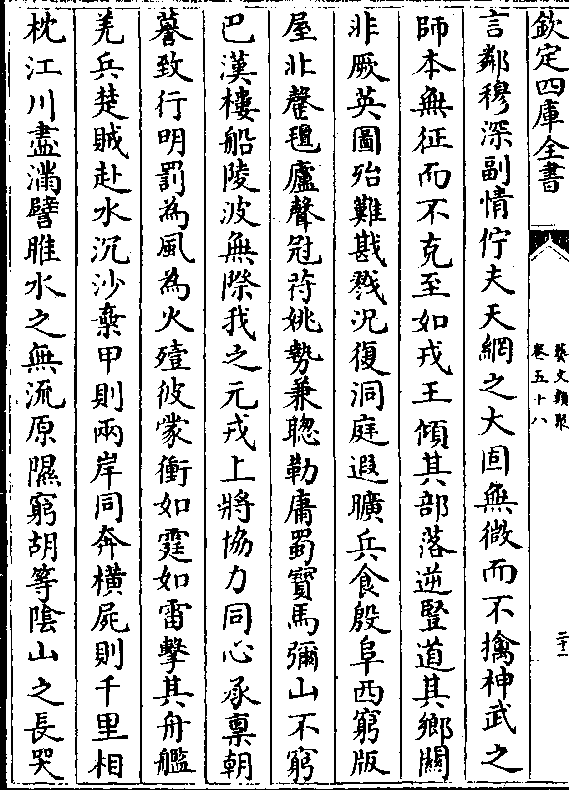 欽定四庫全書
藝文類聚
卷五十八
二十二
言鄰穆深副情佇夫天網之大固無微而不擒神武之
師本無征而不克至如戎王傾其部落逆豎道其鄉關
非厥英圖殆難戡戮況復洞庭遐曠兵食殷阜西窮版
屋北罄氊廬聲冠苻姚勢兼聰勒庸蜀寶馬彌山不窮
巴漢樓船陵波無際我之元戎上將協力同心承稟朝
謩致行明罰為風為火殪彼蒙衝如霆如雷擊其舟艦
羌兵楚賊赴水沉沙棄甲則兩岸同奔橫屍則千里相
枕江川盡滿譬睢水之無流原隰窮胡等陰山之長哭